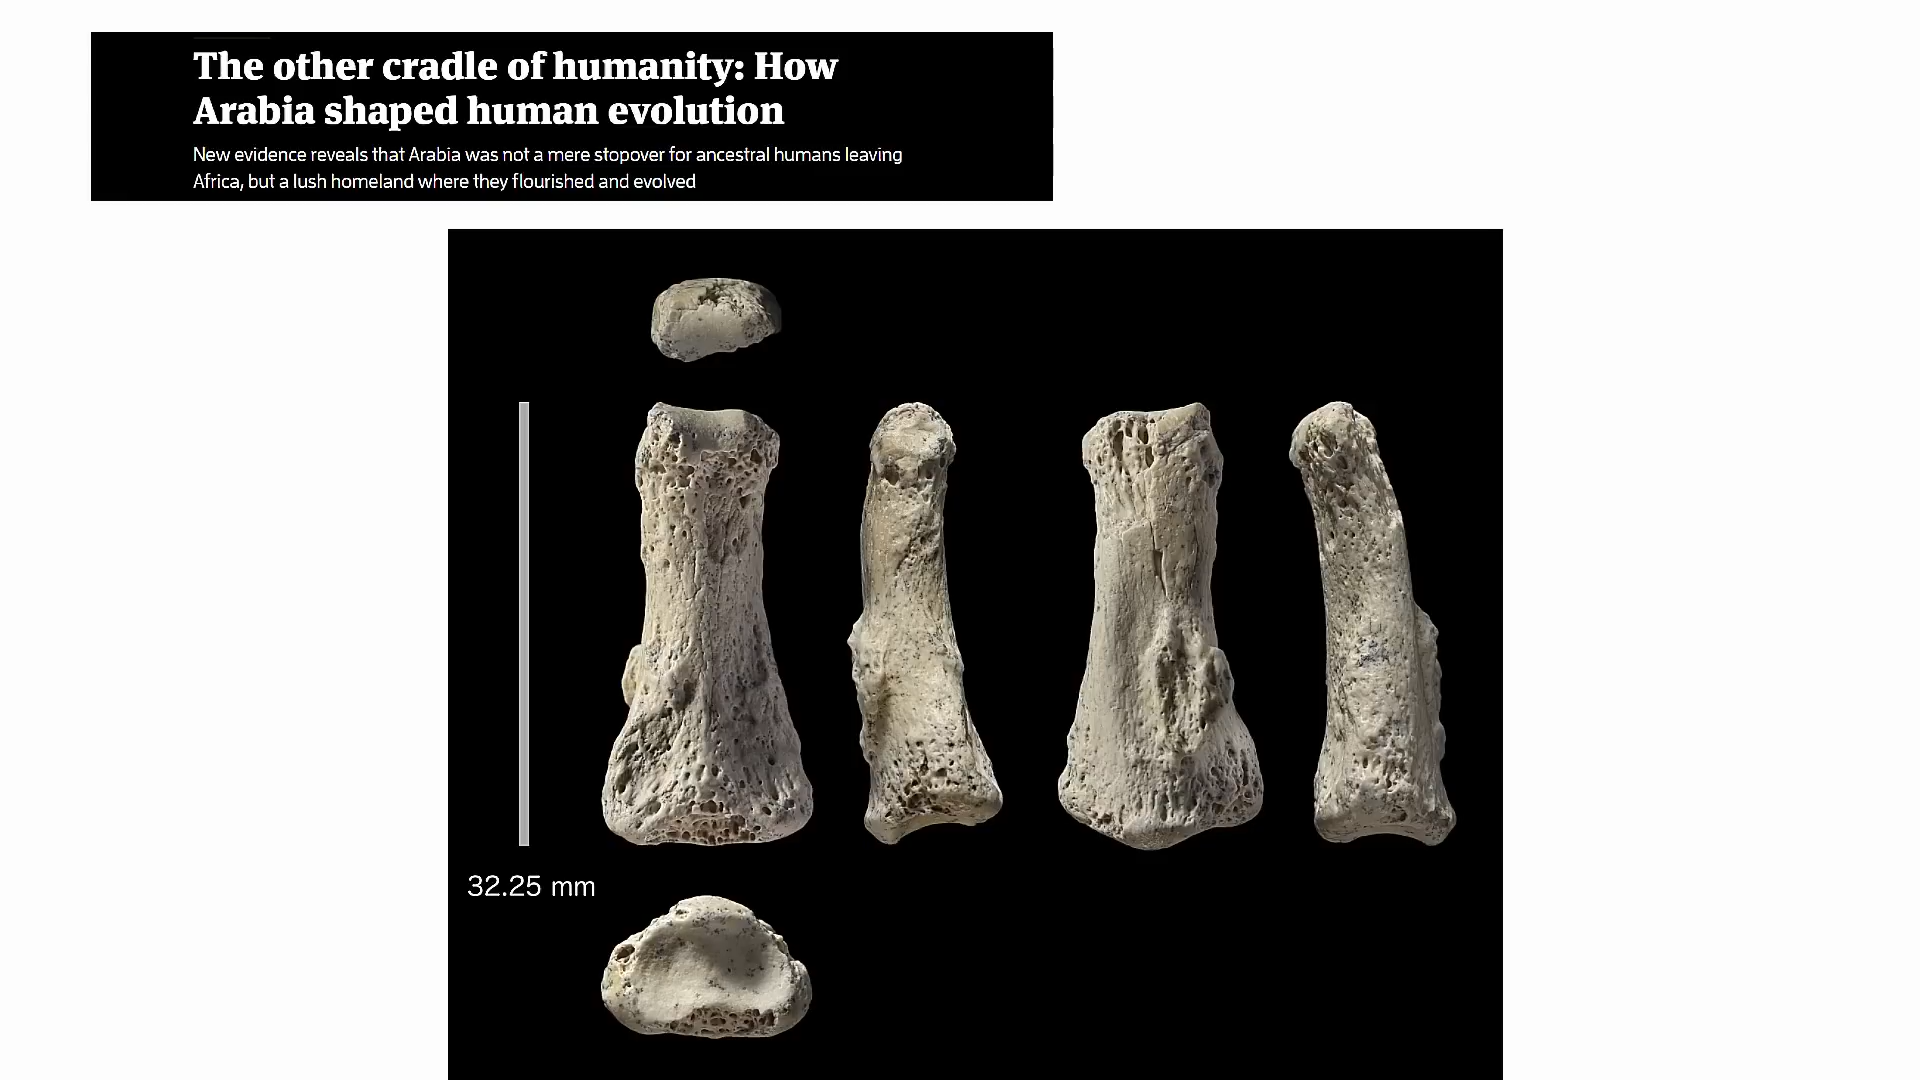 The other cradle of humanity: How
Arabia shaped human evolution
New evidence reveals that Arabia was not a mere stopover for ancestral humans leaving
Africa, but a lush homeland where they flourished and evolved
32.25 mm